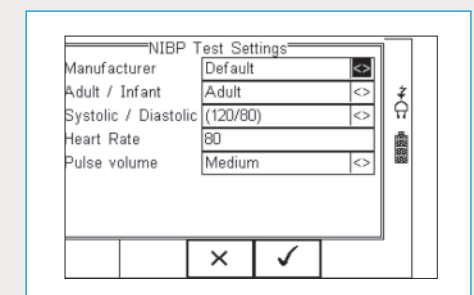 NIBP Test Settings
Manufacturer Default <>
Adult / Infant Adult <>
Systolic / Diastolic (120/80) <>
Heart Rate 80
Pulse volume Medium <>